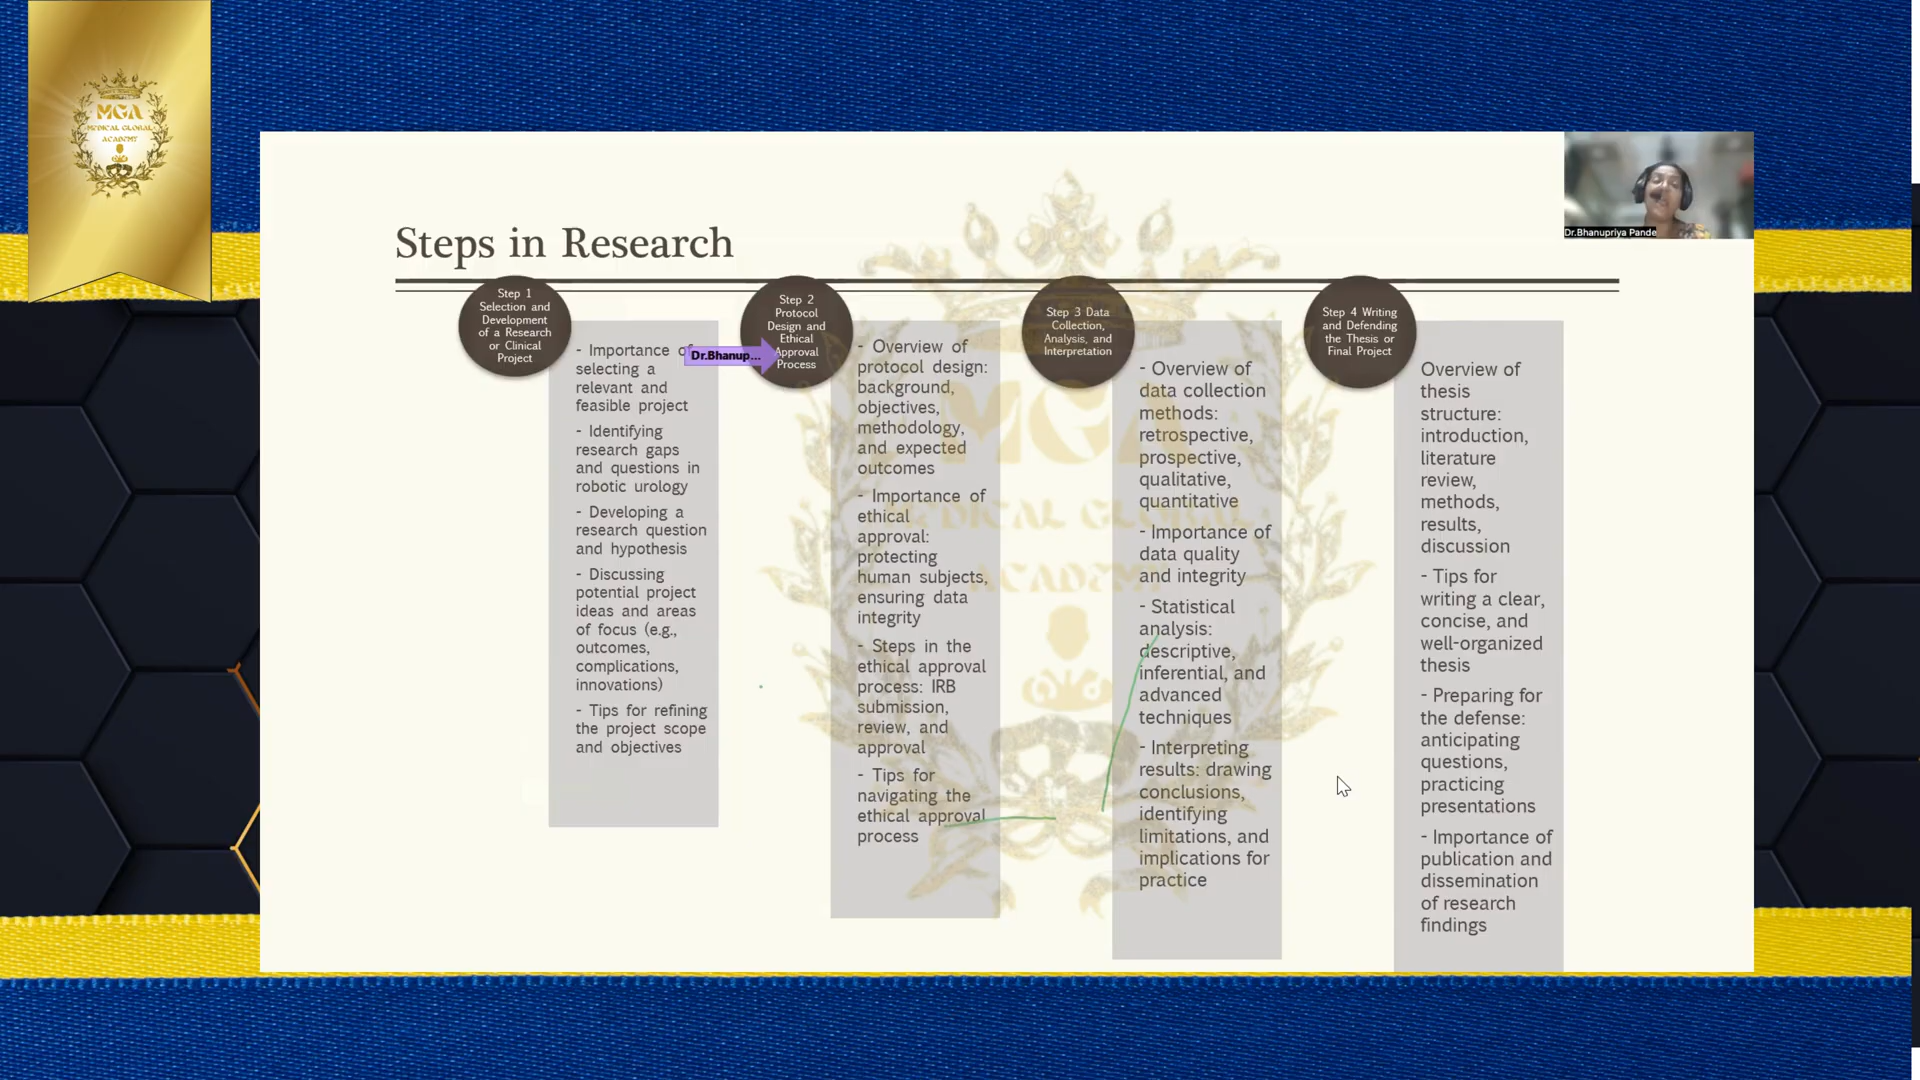 MGA
MEDICAL GLOBAL
ACADEMY
Dr.Bhanupriya Pande
Steps in Research
Step 1
Selection and
Development
of a Research
or Clinical
Project
- Importance of
selecting a
relevant and
feasible project
- Identifying
research gaps
and questions in
robotic urology
- Developing a
research question
and hypothesis
- Discussing
potential project
ideas and areas
of focus (e.g.,
outcomes,
complications,
innovations)
- Tips for refining
the project scope
and objectives
Dr.Bhanup...
Step 2
Protocol
Design and
Ethical
Approval
Process
- Overview of
protocol design:
background,
objectives,
methodology,
and expected
outcomes
- Importance of
ethical
approval:
protecting
human subjects,
ensuring data
integrity
- Steps in the
ethical approval
process: IRB
submission,
review, and
approval
- Tips for
navigating the
ethical approval
process
Step 3 Data
Collection,
Analysis, and
Interpretation
- Overview of
data collection
methods:
retrospective,
prospective,
qualitative,
quantitative
- Importance of
data quality
and integrity
- Statistical
analysis:
descriptive,
inferential, and
advanced
techniques
- Interpreting
results: drawing
conclusions,
identifying
limitations, and
implications for
practice
Step 4 Writing
and Defending
the Thesis or
Final Project
Overview of
thesis
structure:
introduction,
literature
review,
methods,
results,
discussion
- Tips for
writing a clear,
concise, and
well-organized
thesis
- Preparing for
the defense:
anticipating
questions,
practicing
presentations
- Importance of
publication and
dissemination
of research
findings
MGA
MEDICAL GLOBAL
ACADEMY